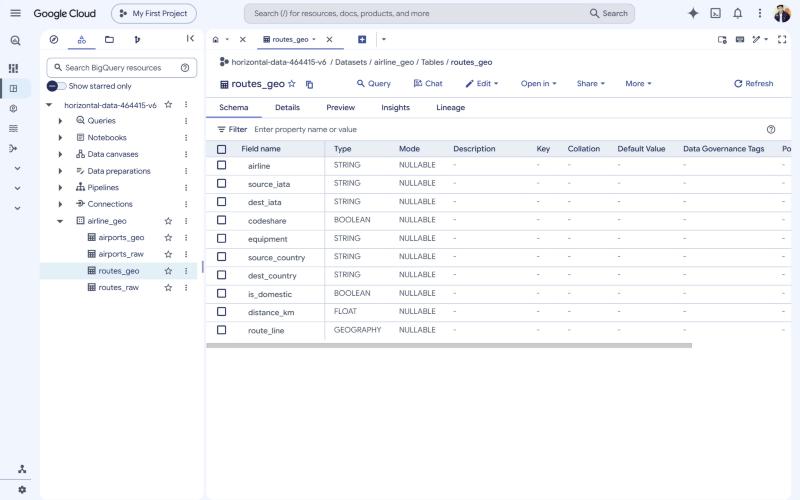 Google Cloud
My First Project
Search (/) for resources, docs, products, and more
Search
Search BigQuery resources
Show starred only
horizontal-data-464415-v6
Queries
Notebooks
Data canvases
Data preparations
Pipelines
Connections
airline_geo
airports_geo
airports_raw
routes_geo
routes_raw
routes_geo
horizontal-data-464415-v6 / Datasets / airline_geo / Tables / routes_geo
routes_geo Query Chat Edit Open in Share More Refresh
Schema Details Preview Insights Lineage
Filter Enter property name or value
Field name Type Mode Description Key Collation Default Value Data Governance Tags Po
airline STRING NULLABLE - - - - -
source_iata STRING NULLABLE - - - - -
dest_iata STRING NULLABLE - - - - -
codeshare BOOLEAN NULLABLE - - - - -
equipment STRING NULLABLE - - - - -
source_country STRING NULLABLE - - - - -
dest_country STRING NULLABLE - - - - -
is_domestic BOOLEAN NULLABLE - - - - -
distance_km FLOAT NULLABLE - - - - -
route_line GEOGRAPHY NULLABLE - - - - -